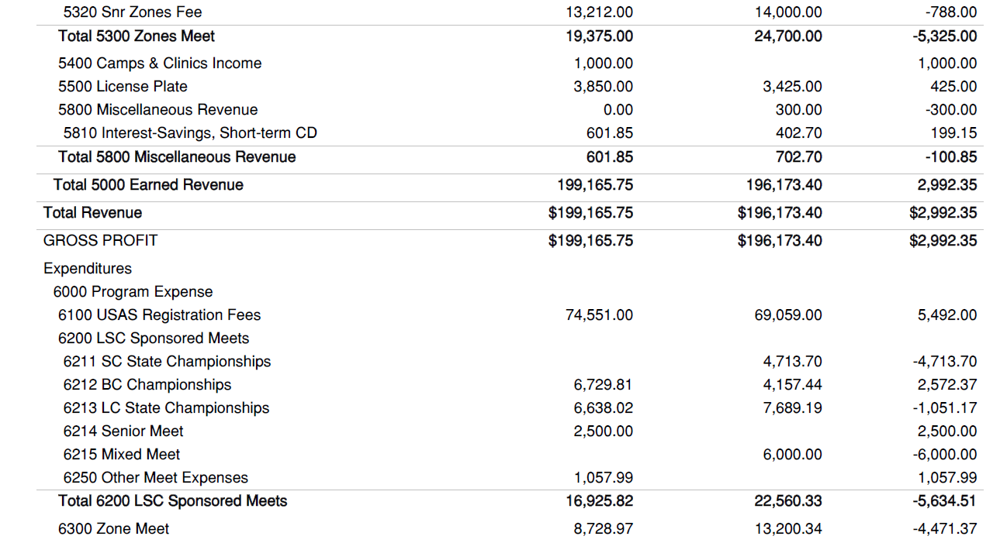 5320 Snr Zones Fee 13,212.00 14,000.00 -788.00
Total 5300 Zones Meet 19,375.00 24,700.00 -5,325.00
5400 Camps & Clinics Income 1,000.00 1,000.00
5500 License Plate 3,850.00 3,425.00 425.00
5800 Miscellaneous Revenue 0.00 300.00 -300.00
5810 Interest-Savings, Short-term CD 601.85 402.70 199.15
Total 5800 Miscellaneous Revenue 601.85 702.70 -100.85
Total 5000 Earned Revenue 199,165.75 196,173.40 2,992.35
Total Revenue $199,165.75 $196,173.40 $2,992.35
GROSS PROFIT $199,165.75 $196,173.40 $2,992.35
Expenditures
6000 Program Expense
6100 USAS Registration Fees 74,551.00 69,059.00 5,492.00
6200 LSC Sponsored Meets
6211 SC State Championships 4,713.70 -4,713.70
6212 BC Championships 6,729.81 4,157.44 2,572.37
6213 LC State Championships 6,638.02 7,689.19 -1,051.17
6214 Senior Meet 2,500.00 2,500.00
6215 Mixed Meet 6,000.00 -6,000.00
6250 Other Meet Expenses 1,057.99 1,057.99
Total 6200 LSC Sponsored Meets 16,925.82 22,560.33 -5,634.51
6300 Zone Meet 8,728.97 13,200.34 -4,471.37